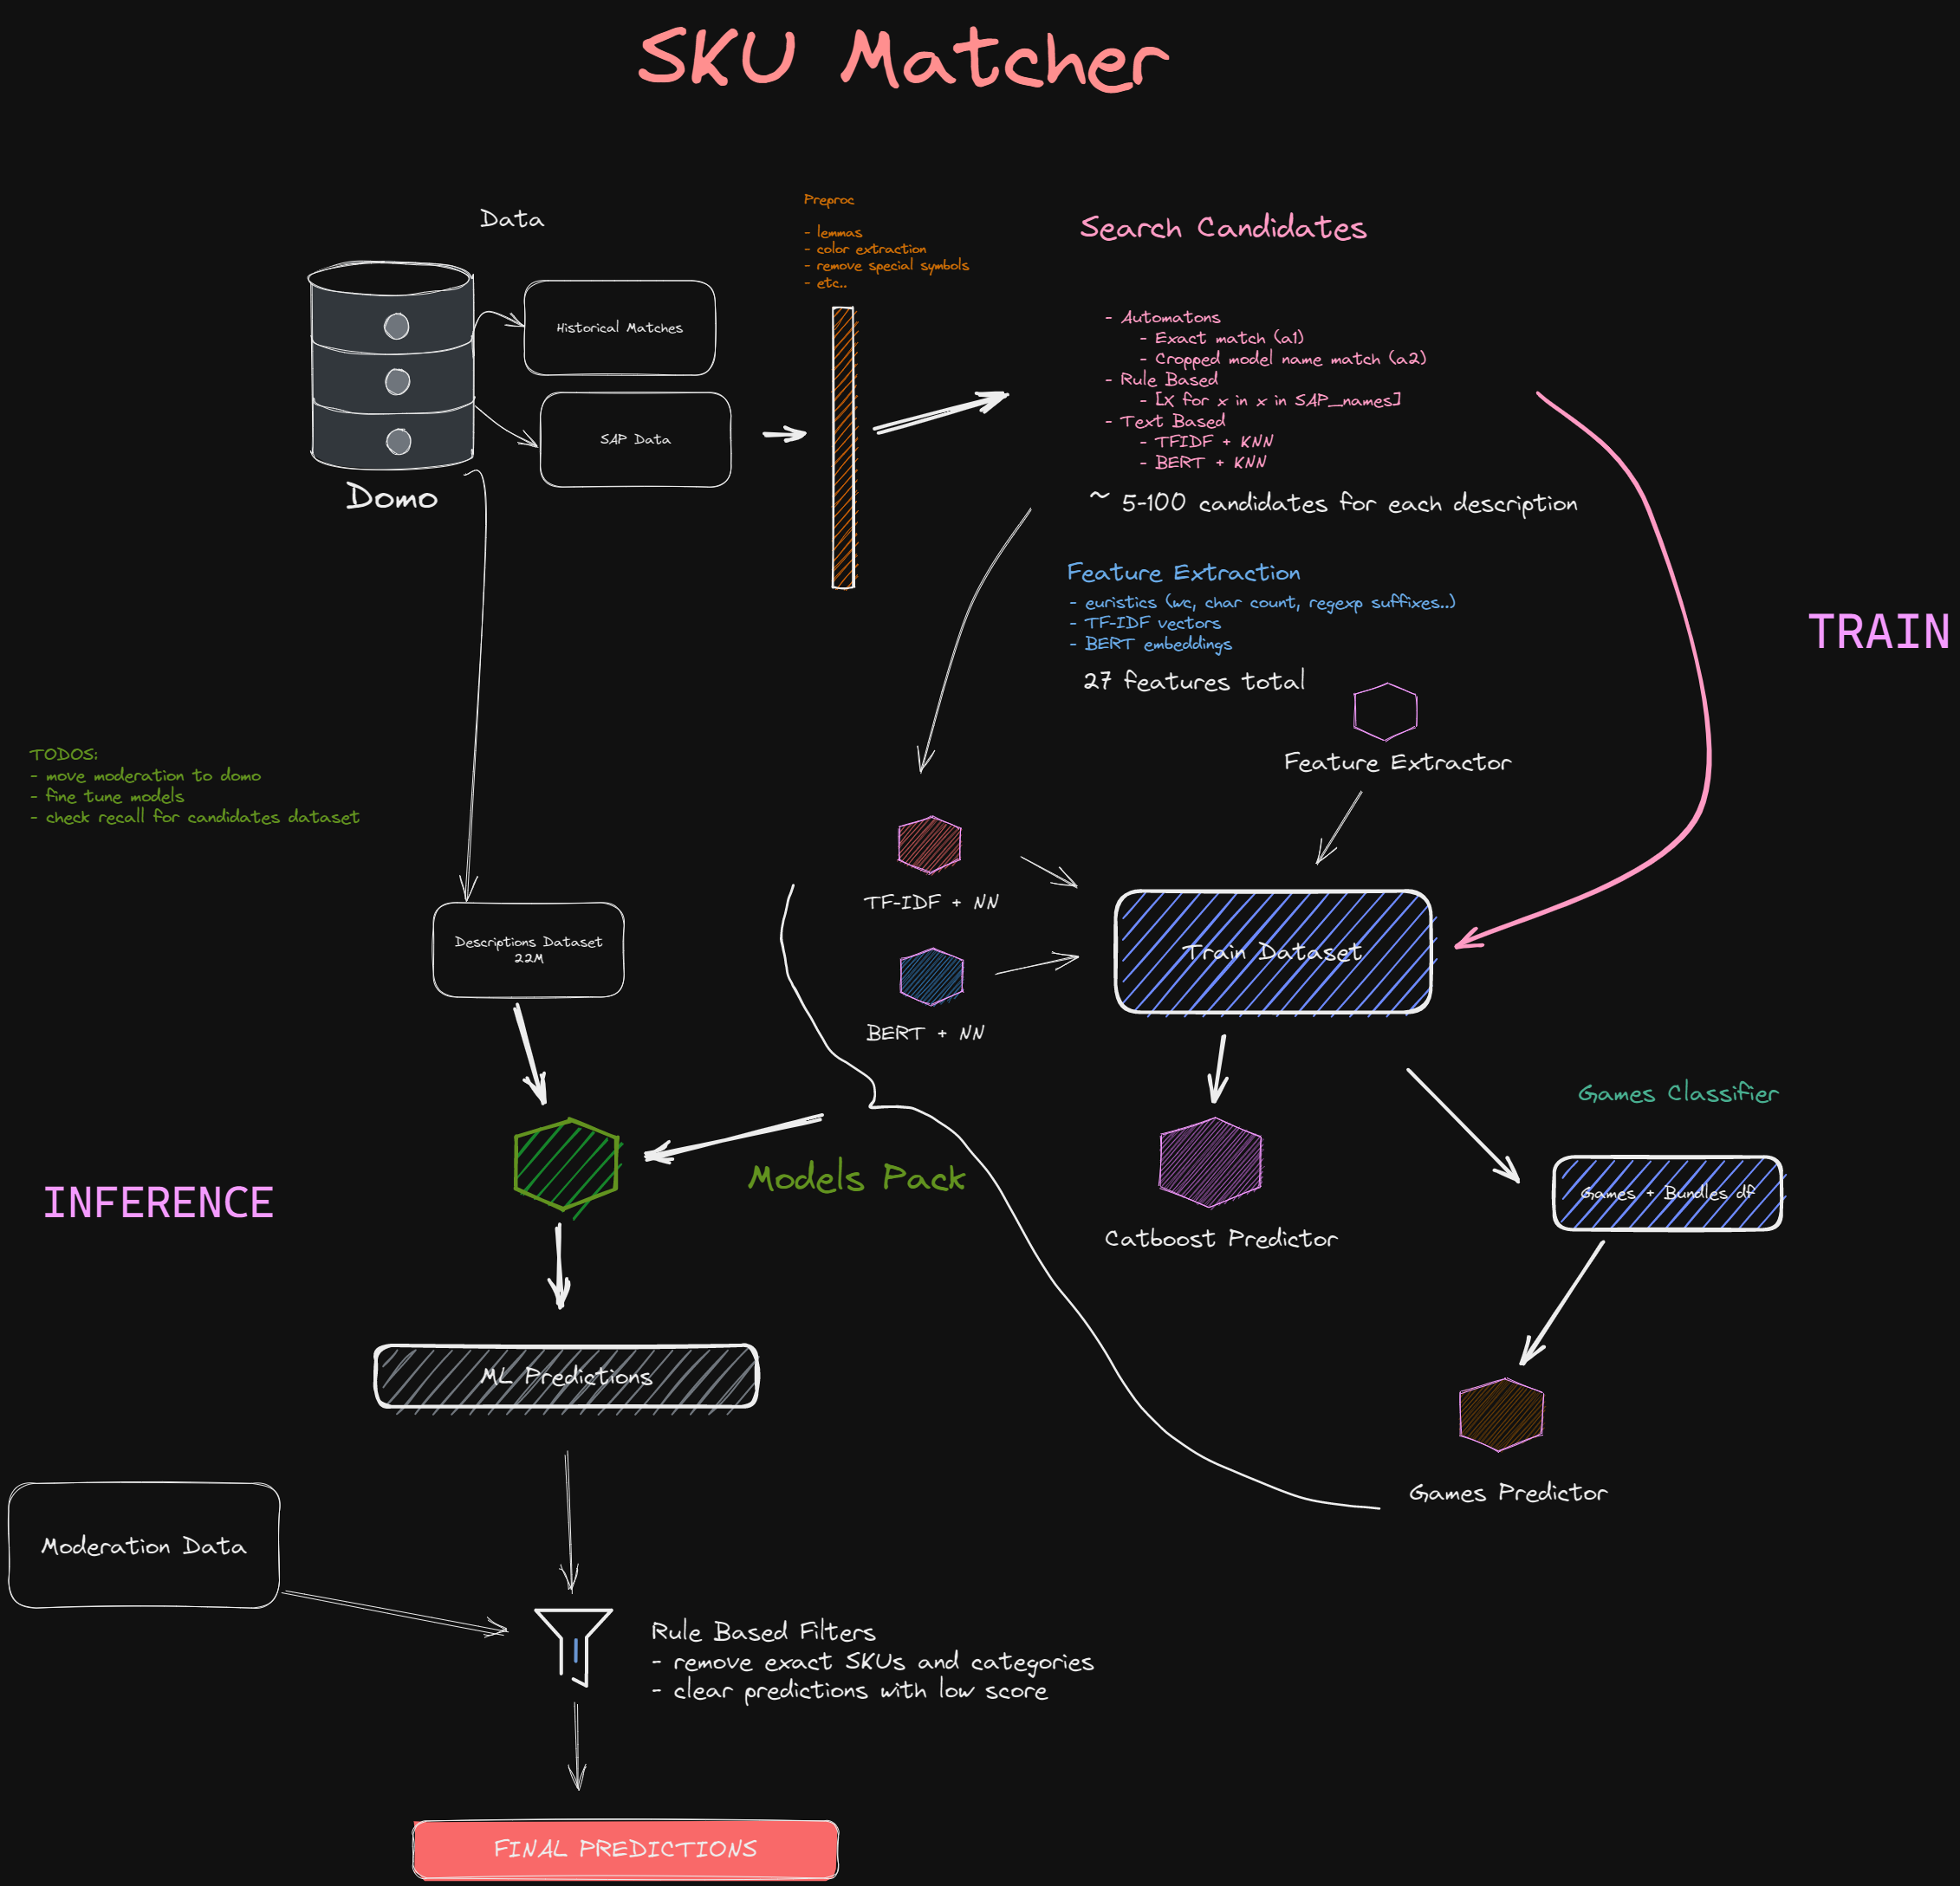 SKU Matcher
Data
Domo
Historical Matches
SAP Data
Preproc
- lemmas
- color extraction
- remove special symbols
- etc..
Search Candidates
- Automatons
- Exact match (a1)
- Cropped model name match (a2)
- Rule Based
- [X for x in x in SAP_names]
- Text Based
- TFIDF + KNN
- BERT + KNN
~ 5-100 candidates for each description
Feature Extraction
- euristics (wc, char count, regexp suffixes..)
- TF-IDF vectors
- BERT embeddings
27 features total
Feature Extractor
TRAIN
TODOS:
- move moderation to domo
- fine tune models
- check recall for candidates dataset
TF-IDF + NN
BERT + NN
Train Dataset
Descriptions Dataset
22M
Games Classifier
Games + Bundles df
Catboost Predictor
Games Predictor
Models Pack
INFERENCE
ML Predictions
Moderation Data
Rule Based Filters
- remove exact SKUs and categories
- clear predictions with low score
FINAL PREDICTIONS